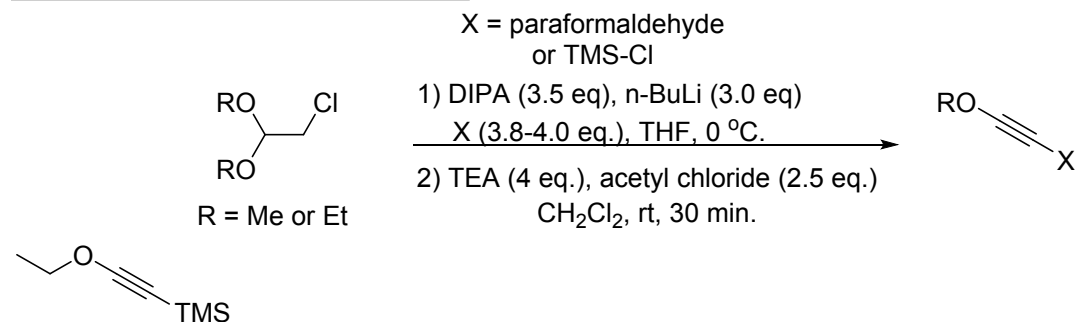 X = paraformaldehyde
or TMS-Cl
1) DIPA (3.5 eq), n-BuLi (3.0 eq)
X (3.8-4.0 eq.), THF, 0 °C.
2) TEA (4 eq.), acetyl chloride (2.5 eq.)
CH₂Cl₂, rt, 30 min.
RO
Cl
RO
R = Me or Et
RO
X
O
TMS